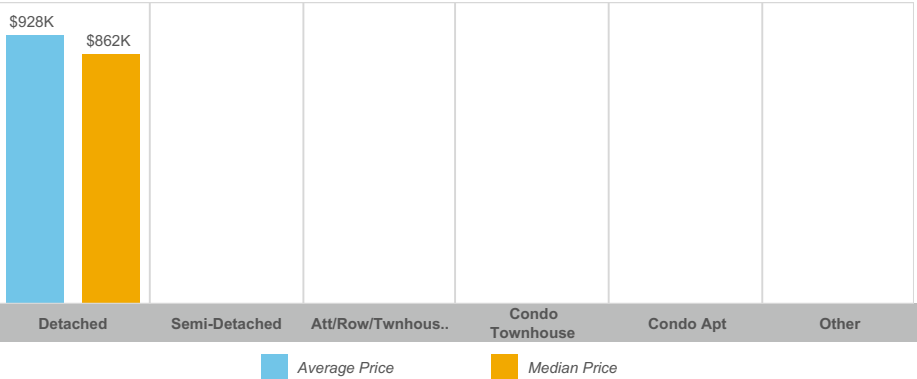 $928K
$862K
Detached
Semi-Detached
Att/Row/Twnhous..
Condo
Townhouse
Condo Apt
Other
Average Price
Median Price